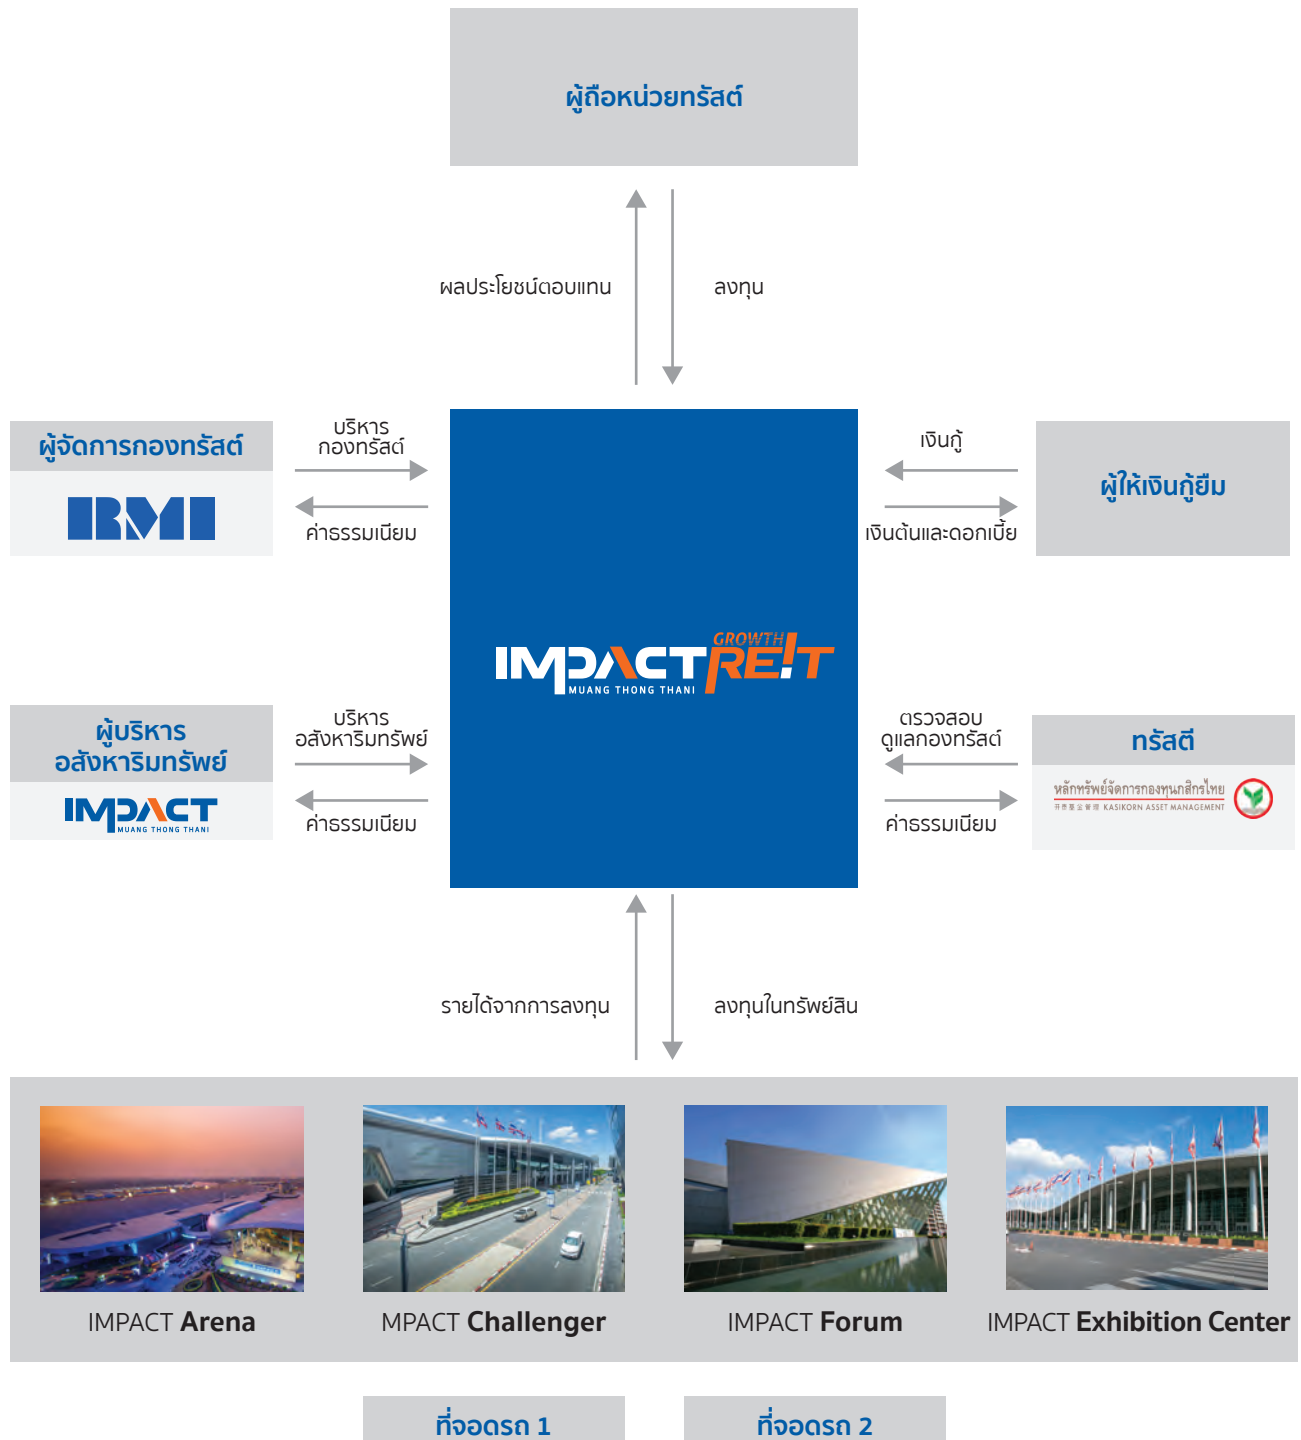 ผู้ถือหน่วยทรัสต์
ผลประโยชน์ตอบแทน
ลงทุน
ผู้จัดการกองทรัสต์
RMI
บริหาร
กองทรัสต์
ค่าธรรมเนียม
เงินกู้
เงินต้นและดอกเบี้ย
ผู้ให้เงินกู้ยืม
IMPACT GROWTH RE!T
MUANG THONG THANI
ผู้บริหาร
อสังหาริมทรัพย์
IMPACT
MUANG THONG THANI
บริหาร
อสังหาริมทรัพย์
ค่าธรรมเนียม
ตรวจสอบ
ดูแลกองทรัสต์
ค่าธรรมเนียม
ทรัสตี
หลักทรัพย์จัดการกองทุนกสิกรไทย
KASIKORN ASSET MANAGEMENT
รายได้จากการลงทุน
ลงทุนในทรัพย์สิน
IMPACT Arena
MPACT Challenger
IMPACT Forum
IMPACT Exhibition Center
ที่จอดรถ 1
ที่จอดรถ 2